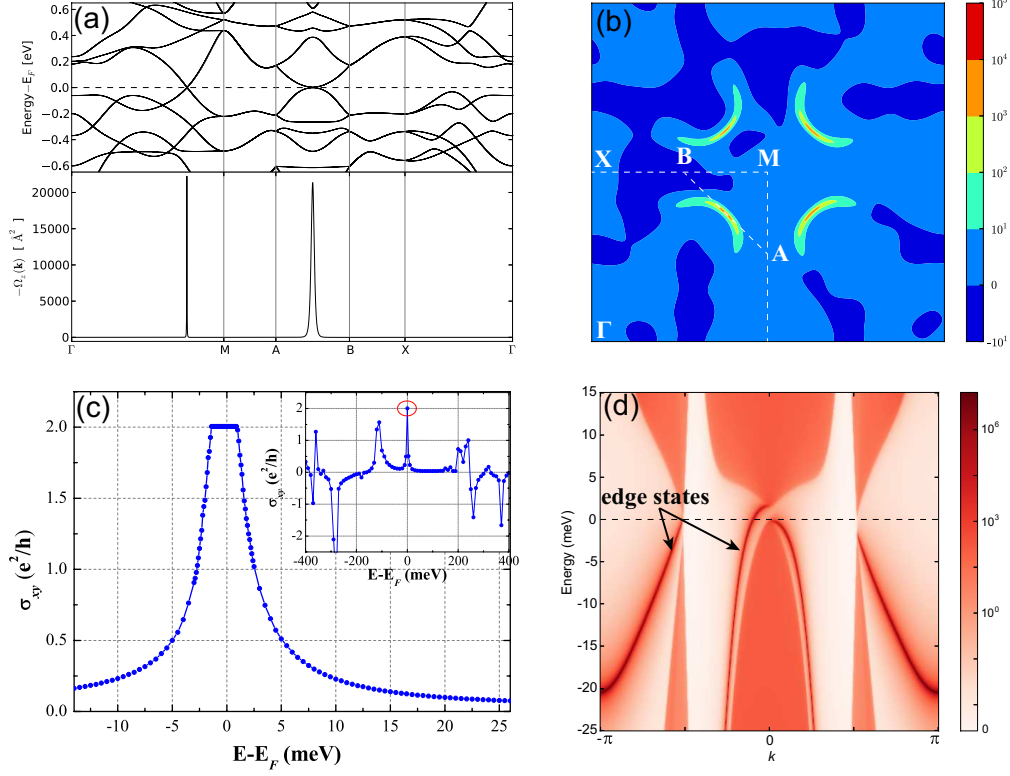 (a)
Energy−E_F [eV]
0.6
0.4
0.2
0.0
−0.2
−0.4
−0.6
−Ω_z(k) [ Å² ]
20000
15000
10000
5000
0
Γ M A B X Γ
(b)
X B M
A
Γ
10⁵
10⁴
10³
10²
10¹
0
-10¹
(c)
σ_xy (e²/h)
2.0
1.5
1.0
0.5
0.0
-10 -5 0 5 10 15 20 25
E-E_F (meV)
σ_xy (e²/h)
2
1
0
-1
-2
-400 -200 0 200 400
E-E_F (meV)
(d)
Energy (meV)
15
10
5
0
−5
−10
−15
−20
−25
edge states
-π 0 π
k
10⁶
10³
10⁰
0